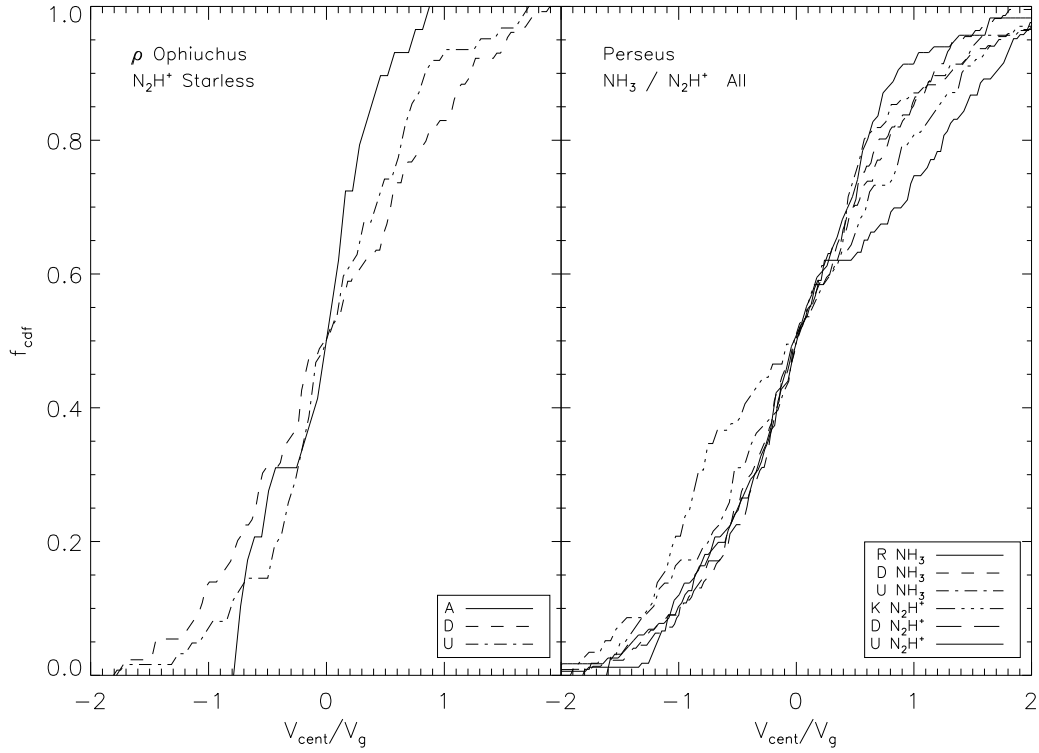 ρ Ophiuchus
N₂H⁺ Starless
Perseus
NH₃ / N₂H⁺ All
1.0
0.8
0.6
0.4
0.2
0.0
f_cdf
A
D
U
R NH₃
D NH₃
U NH₃
K N₂H⁺
D N₂H⁺
U N₂H⁺
−2 −1 0 1 −2 −1 0 1 2
V_cent/V_g V_cent/V_g